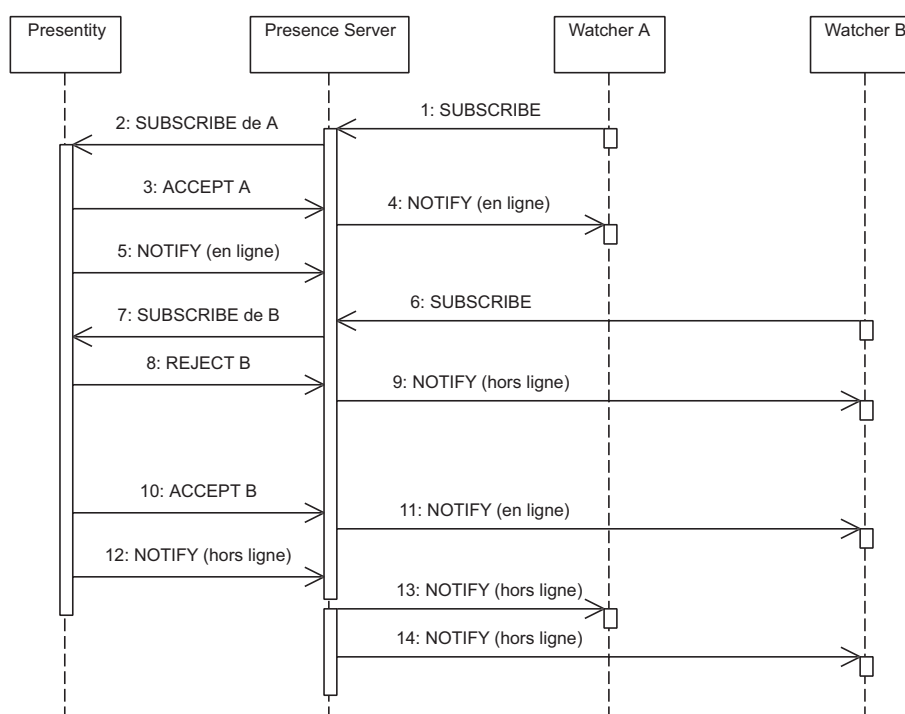 Presentity
Presence Server
Watcher A
Watcher B
1: SUBSCRIBE
2: SUBSCRIBE de A
3: ACCEPT A
4: NOTIFY (en ligne)
5: NOTIFY (en ligne)
6: SUBSCRIBE
7: SUBSCRIBE de B
8: REJECT B
9: NOTIFY (hors ligne)
10: ACCEPT B
11: NOTIFY (en ligne)
12: NOTIFY (hors ligne)
13: NOTIFY (hors ligne)
14: NOTIFY (hors ligne)